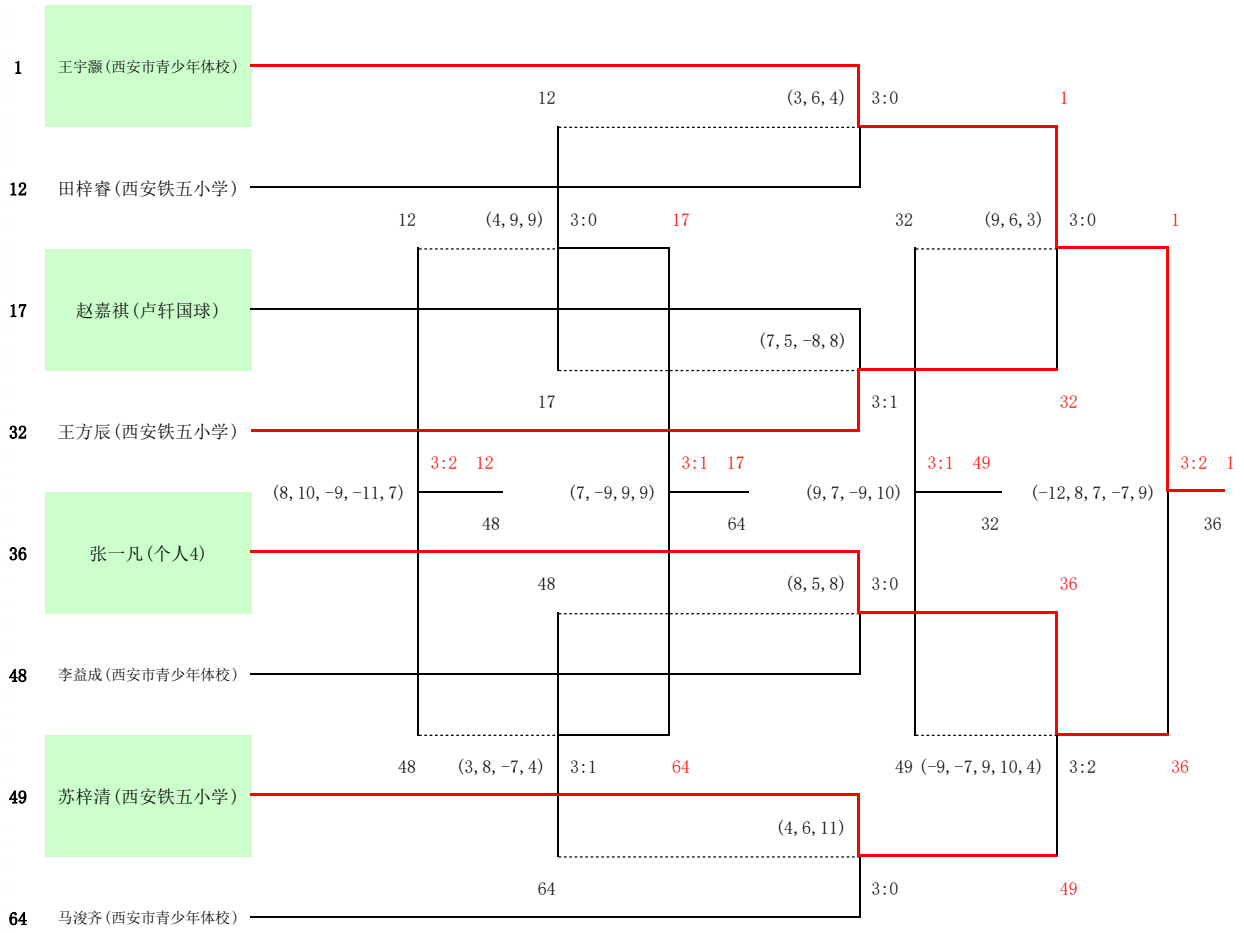 1 王宇灏(西安市青少年体校)
12 (3,6,4) 3:0 1
12 田梓睿(西安铁五小学)
12 (4,9,9) 3:0 17 32 (9,6,3) 3:0 1
17 赵嘉祺(卢轩国球)
(7,5,-8,8)
17 3:1 32
32 王方辰(西安铁五小学)
3:2 12 3:1 17 3:1 49 3:2 1
(8,10,-9,-11,7) (7,-9,9,9) (9,7,-9,10) (-12,8,7,-7,9)
48 64 32 36
36 张一凡(个人4)
48 (8,5,8) 3:0 36
48 李益成(西安市青少年体校)
48 (3,8,-7,4) 3:1 64 49 (-9,-7,9,10,4) 3:2 36
49 苏梓清(西安铁五小学)
(4,6,11)
64 3:0 49
64 马浚齐(西安市青少年体校)